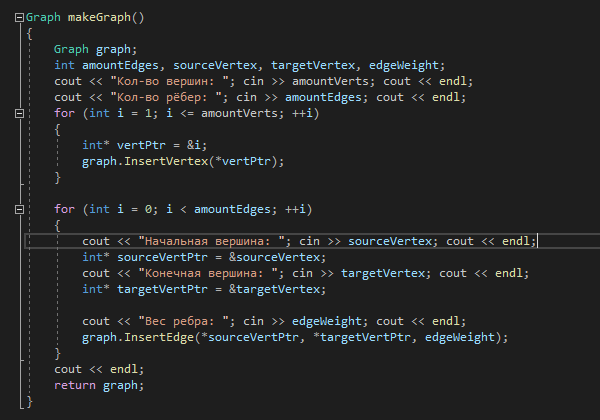 Graph makeGraph()
{
Graph graph;
int amountEdges, sourceVertex, targetVertex, edgeWeight;
cout << "Кол-во вершин: "; cin >> amountVerts; cout << endl;
cout << "Кол-во рёбер: "; cin >> amountEdges; cout << endl;
for (int i = 1; i <= amountVerts; ++i)
{
int* vertPtr = &i;
graph.InsertVertex(*vertPtr);
}
for (int i = 0; i < amountEdges; ++i)
{
cout << "Начальная вершина: "; cin >> sourceVertex; cout << endl;
int* sourceVertPtr = &sourceVertex;
cout << "Конечная вершина: "; cin >> targetVertex; cout << endl;
int* targetVertPtr = &targetVertex;
cout << "Вес ребра: "; cin >> edgeWeight; cout << endl;
graph.InsertEdge(*sourceVertPtr, *targetVertPtr, edgeWeight);
}
cout << endl;
return graph;
}